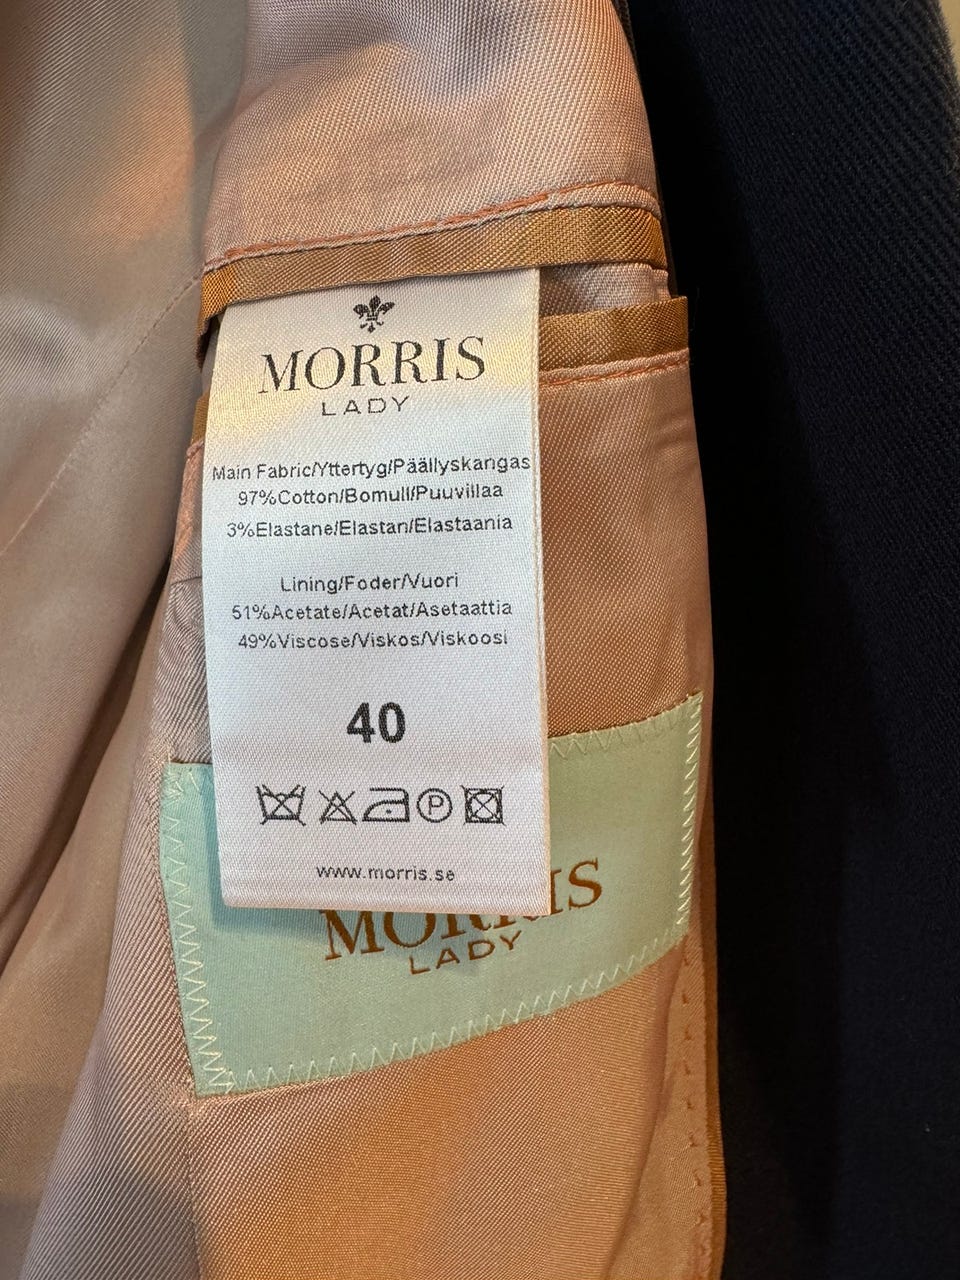 MORRIS
LADY
Main Fabric/Yttertyg/Päällyskangas
97%Cotton/Bomull/Puuvillaa
3%Elastane/Elastan/Elastaania
Lining/Foder/Vuori
51%Acetate/Acetat/Asetaattia
49%Viscose/Viskos/Viskoosi
40
P
www.morris.se
MORRIS
LADY